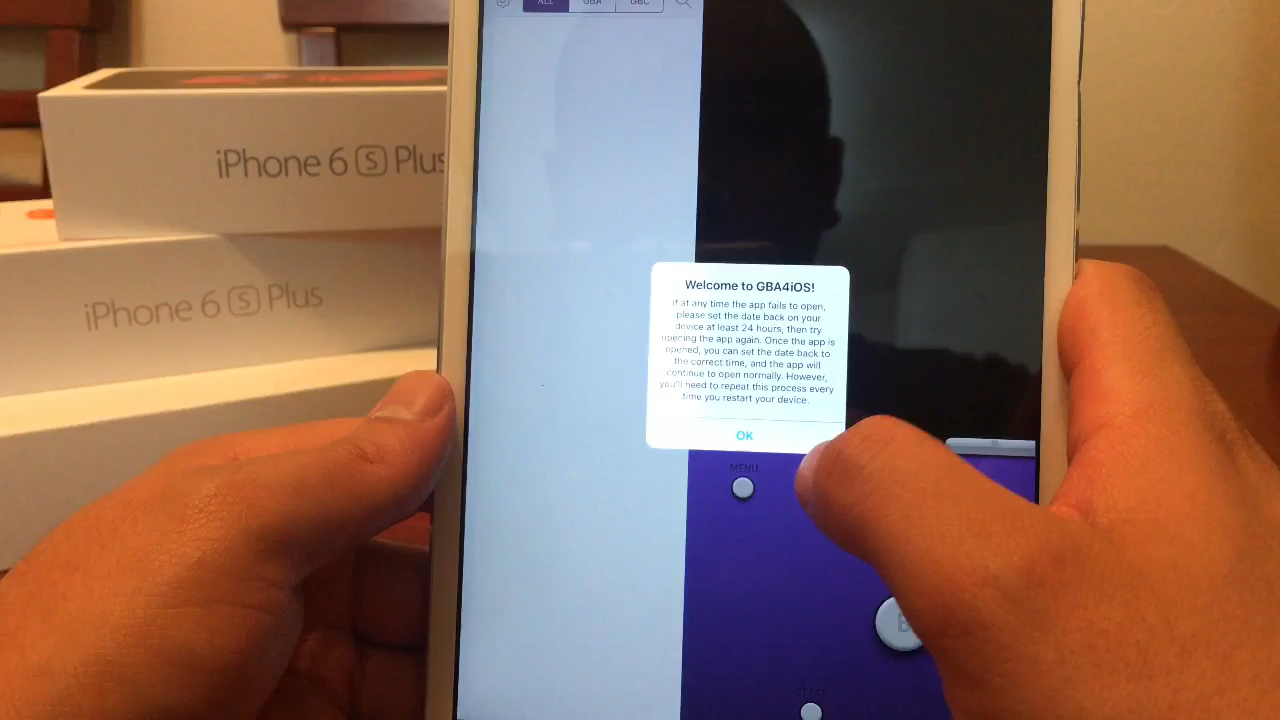 ALL GBA GBC
iPhone 6 S Plus
iPhone 6 S Plus
Welcome to GBA4iOS!
If at any time the app fails to open,
please set the date back on your
device at least 24 hours, then try
opening the app again. Once the app is
opened, you can set the date back to
the correct time, and the app will
continue to open normally. However,
you'll need to repeat this process every
time you restart your device.
OK
MENU
B
START